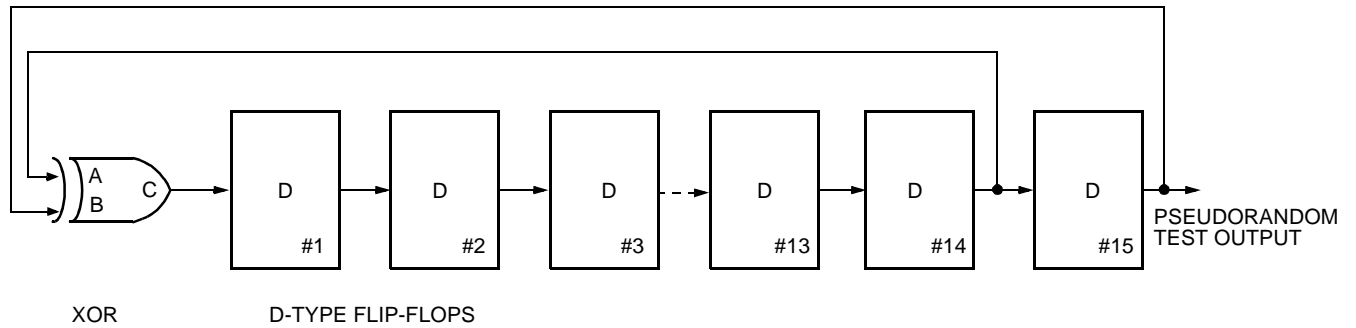 A
B
C
D
#1
D
#2
D
#3
D
#13
D
#14
D
#15
PSEUDORANDOM
TEST OUTPUT
XOR
D-TYPE FLIP-FLOPS